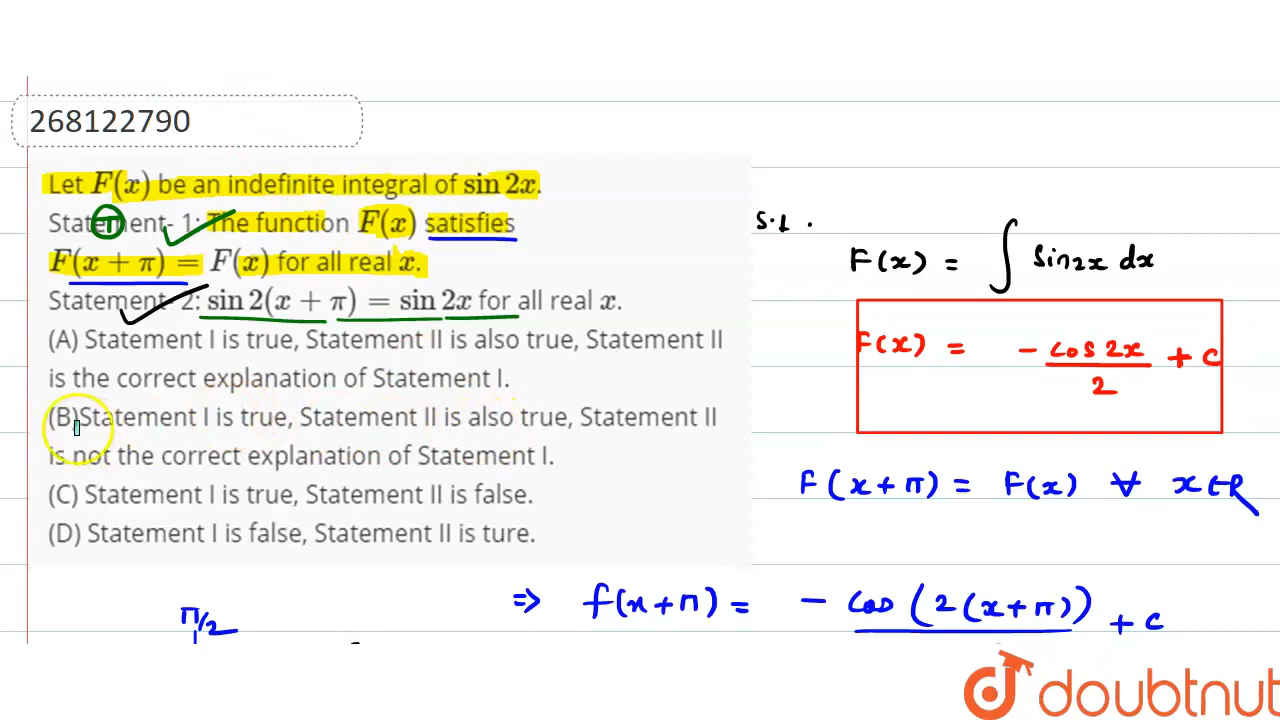 268122790
Let F(x) be an indefinite integral of sin 2x.
Statement- 1: The function F(x) satisfies
F(x + π) = F(x) for all real x.
Statement- 2: sin 2(x + π) = sin 2x for all real x.
(A) Statement I is true, Statement II is also true, Statement II
is the correct explanation of Statement I.
(B)Statement I is true, Statement II is also true, Statement II
is not the correct explanation of Statement I.
(C) Statement I is true, Statement II is false.
(D) Statement I is false, Statement II is ture.
π
S.1.
F(x) = ∫ sin2x dx
F(x) = - cos 2x / 2 + c
F(x+π) = F(x) ∀ x∈R
⇒ f(x+π) = - cos (2(x+π)) + c
π/2
doubtnut